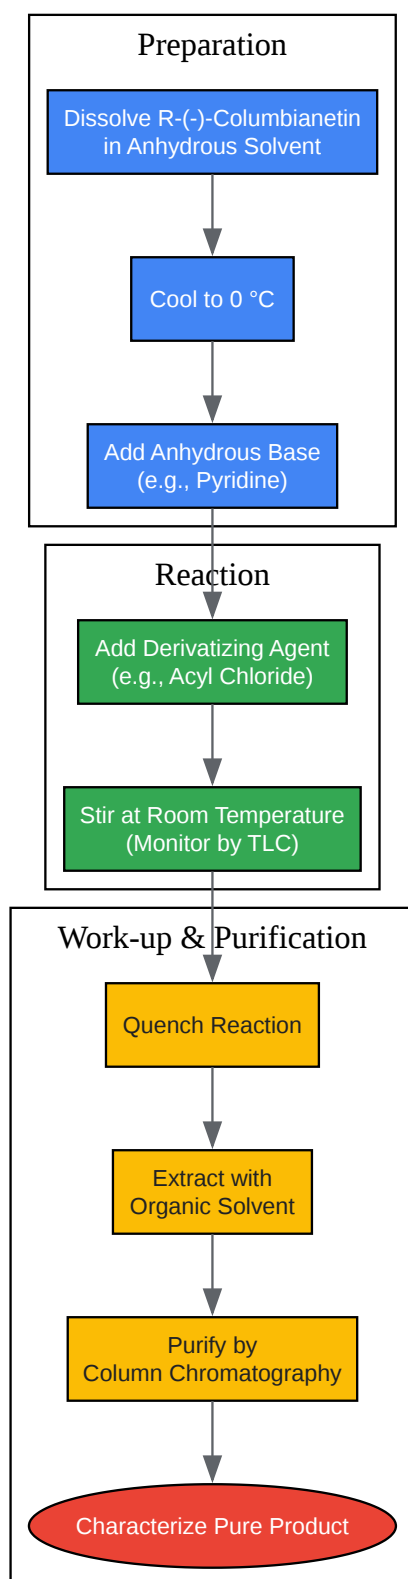 Preparation
Dissolve R-(-)-Columbianetin
in Anhydrous Solvent
Cool to 0 °C
Add Anhydrous Base
(e.g., Pyridine)
Reaction
Add Derivatizing Agent
(e.g., Acyl Chloride)
Stir at Room Temperature
(Monitor by TLC)
Work-up & Purification
Quench Reaction
Extract with
Organic Solvent
Purify by
Column Chromatography
Characterize Pure Product